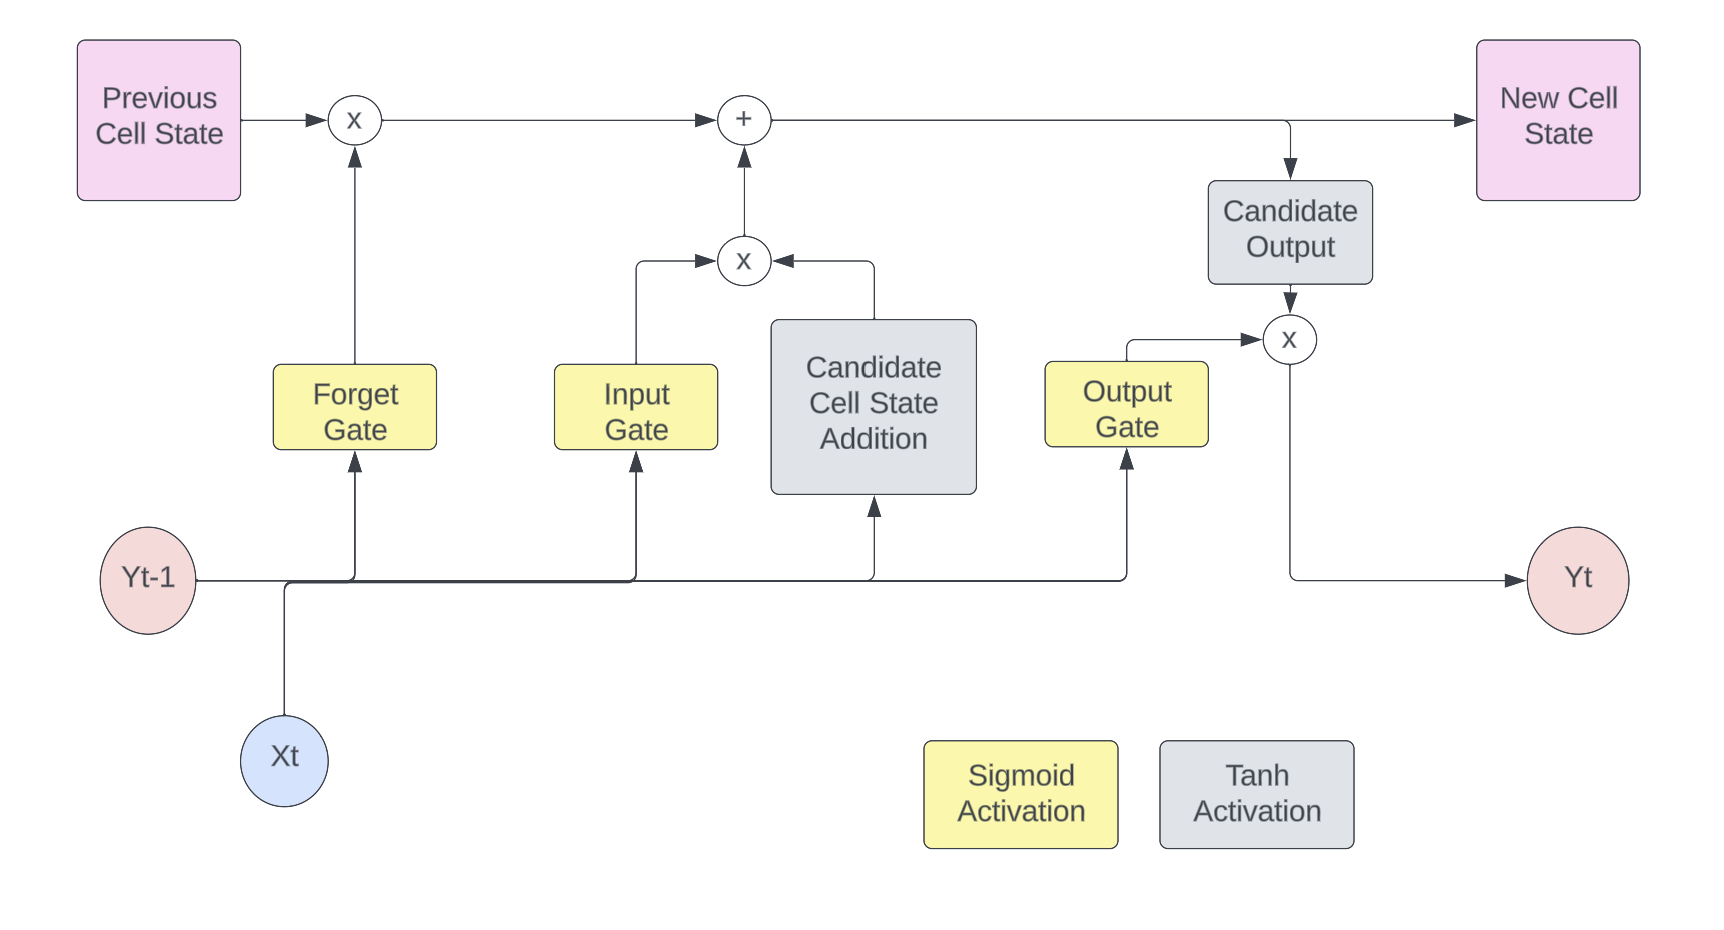 Previous
Cell State
x
+
New Cell
State
Candidate
Output
x
x
Forget
Gate
Input
Gate
Candidate
Cell State
Addition
Output
Gate
Yt-1
Yt
Xt
Sigmoid
Activation
Tanh
Activation